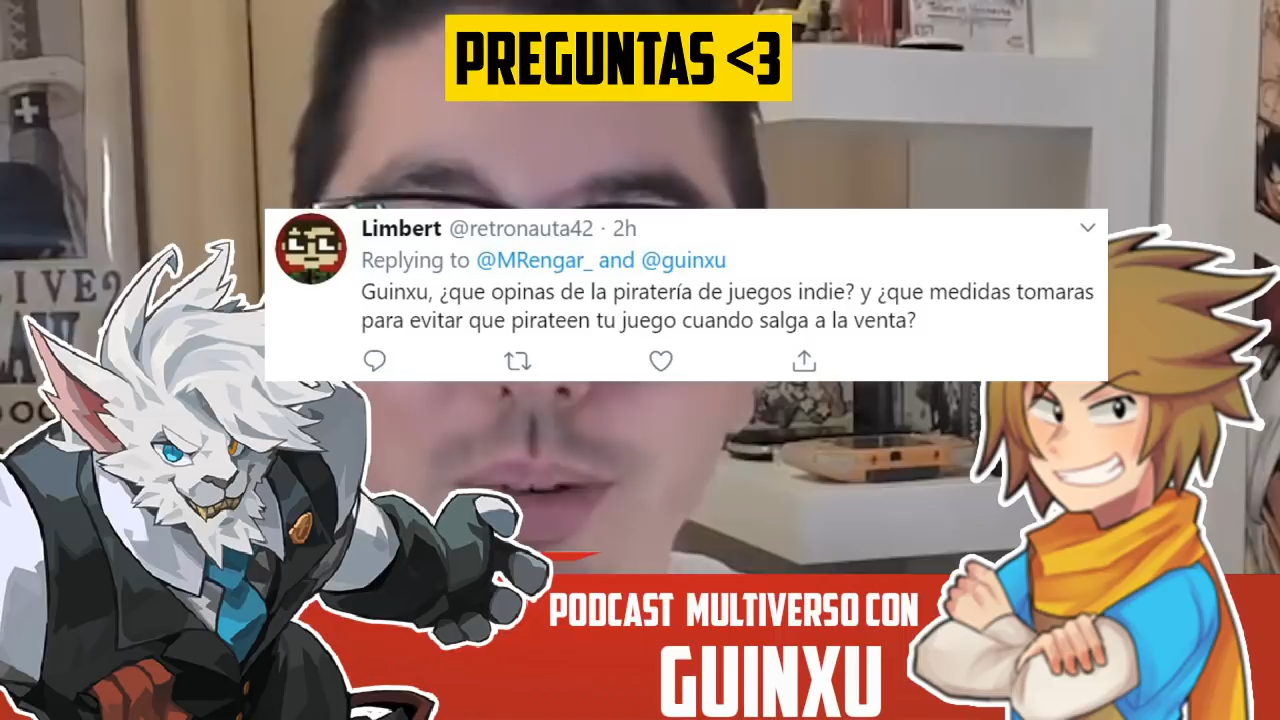 PREGUNTAS <3
Limbert @retronauta42 · 2h
Replying to @MRengar_ and @guinxu
Guinxu, ¿que opinas de la piratería de juegos indie? y ¿que medidas tomaras
para evitar que pirateen tu juego cuando salga a la venta?
LIVE?
PODCAST MULTIVERSO CON
GUINXU